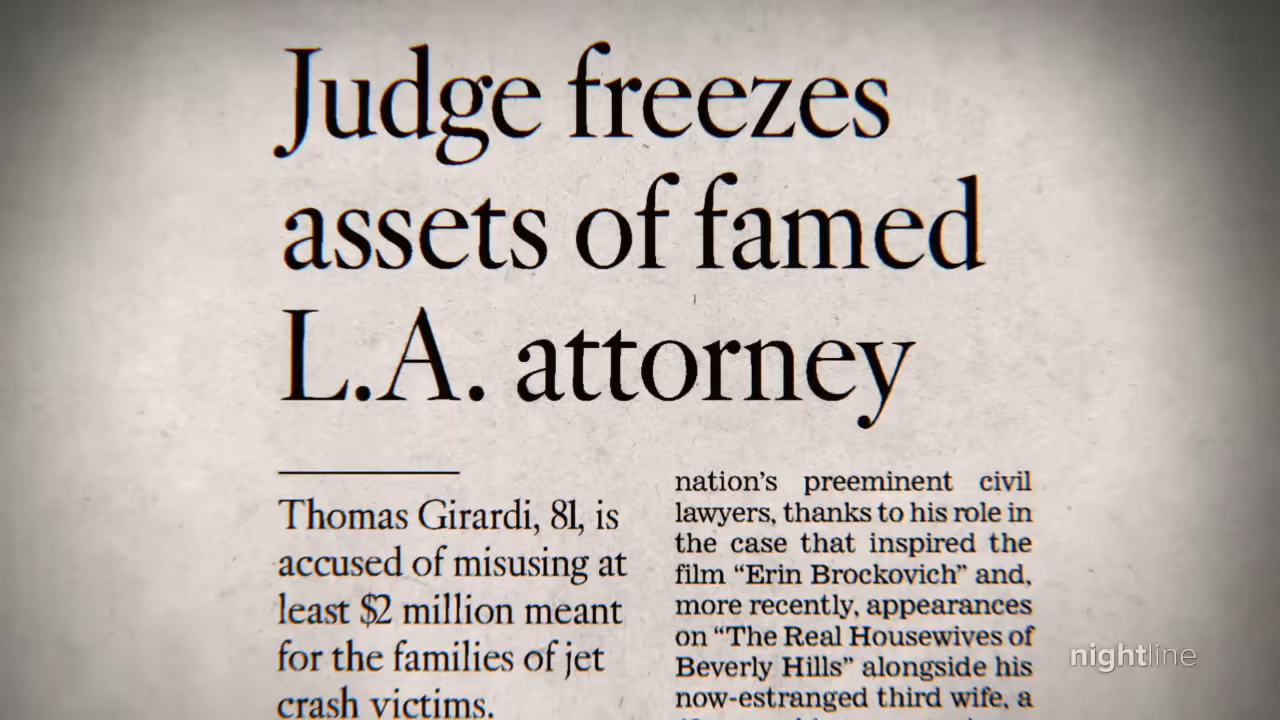 Judge freezes
assets of famed
L.A. attorney
Thomas Girardi, 81, is
accused of misusing at
least $2 million meant
for the families of jet
crash victims.
nation's preeminent civil
lawyers, thanks to his role in
the case that inspired the
film “Erin Brockovich” and,
more recently, appearances
on “The Real Housewives of
Beverly Hills” alongside his
now-estranged third wife, a
nightline